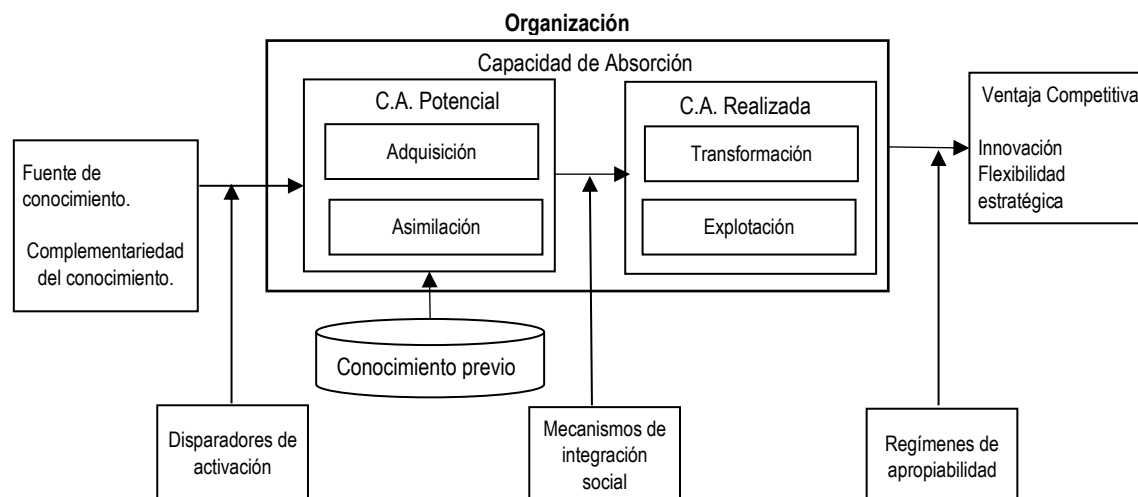 Organización
Capacidad de Absorción
C.A. Potencial
Adquisición
Asimilación
C.A. Realizada
Transformación
Explotación
Ventaja Competitiva
Innovación
Flexibilidad
estratégica
Fuente de
conocimiento.
Complementariedad
del conocimiento.
Conocimiento previo
Disparadores de
activación
Mecanismos de
integración
social
Regímenes de
apropiabilidad